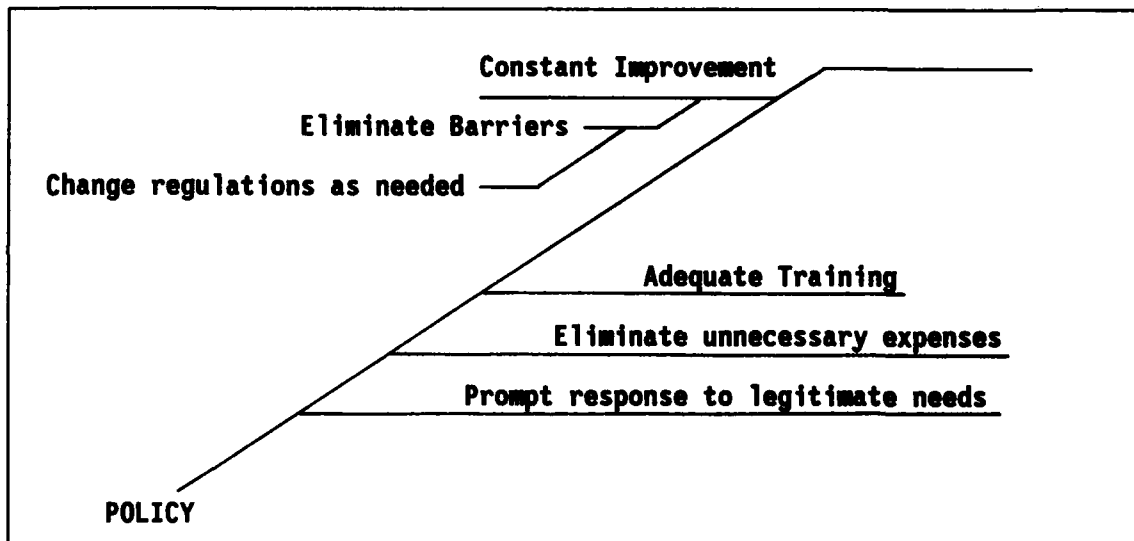 Constant Improvement
Eliminate Barriers
Change regulations as needed
Adequate Training
Eliminate unnecessary expenses
Prompt response to legitimate needs
POLICY